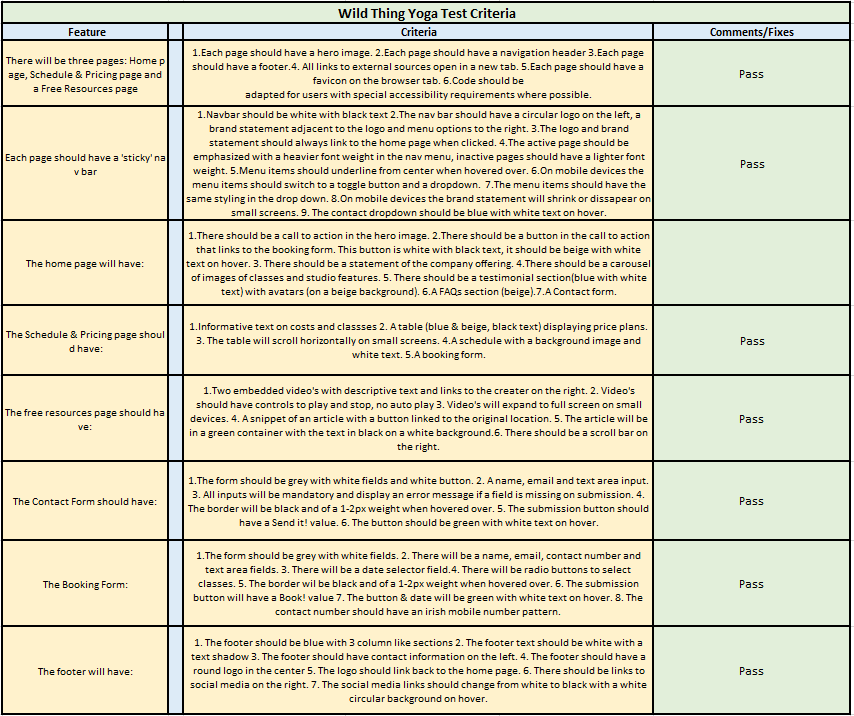 Wild Thing Yoga Test Criteria
Feature
Criteria
Comments/Fixes
There will be three pages: Home p
age, Schedule & Pricing page and
a Free Resources page
1.Each page should have a hero image. 2.Each page should have a navigation header 3.Each page
should have a footer.4. All links to external sources open in a new tab. 5.Each page should have a
favicon on the browser tab. 6.Code should be
adapted for users with special accessibility requirements where possible.
Pass
Each page should have a 'sticky' na
v bar
1.Navbar should be white with black text 2.The nav bar should have a circular logo on the left, a
brand statement adjacent to the logo and menu options to the right. 3.The logo and brand
statement should always link to the home page when clicked. 4.The active page should be
emphasized with a heavier font weight in the nav menu, inactive pages should have a lighter font
weight. 5.Menu items should underline from center when hovered over. 6.On mobile devices the
menu items should switch to a toggle button and a dropdown. 7.The menu items should have the
same styling in the drop down. 8.On mobile devices the brand statement will shrink or dissapear on
small screens. 9. The contact dropdown should be blue with white text on hover.
Pass
The home page will have:
1.There should be a call to action in the hero image. 2.There should be a button in the call to action
that links to the booking form. This button is white with black text, it should be beige with white
text on hover. 3. There should be a statement of the company offering. 4.There should be a carousel
of images of classes and studio features. 5. There should be a testimonial section(blue with white
text) with avatars (on a beige background). 6.A FAQs section (beige).7.A Contact form.
The Schedule & Pricing page shoul
d have:
1.Informative text on costs and classses 2. A table (blue & beige, black text) displaying price plans.
3. The table will scroll horizontally on small screens. 4.A schedule with a background image and
white text. 5.A booking form.
Pass
The free resources page should ha
ve:
1.Two embedded video's with descriptive text and links to the creater on the right. 2. Video's
should have controls to play and stop, no auto play 3. Video's will expand to full screen on small
devices. 4. A snippet of an article with a button linked to the original location. 5. The article will be
in a green container with the text in black on a white background.6. There should be a scroll bar on
the right.
Pass
The Contact Form should have:
1.The form should be grey with white fields and white button. 2. A name, email and text area input.
3. All inputs will be mandatory and display an error message if a field is missing on submission. 4.
The border will be black and of a 1-2px weight when hovered over. 5. The submission button should
have a Send it! value. 6. The button should be green with white text on hover.
Pass
The Booking Form:
1.The form should be grey with white fields. 2. There will be a name, email, contact number and
text area fields. 3. There will be a date selector field.4. There will be radio buttons to select
classes. 5. The border wil be black and of a 1-2px weight when hovered over. 6. The submission
button will have a Book! value 7. The button & date will be green with white text on hover. 8. The
contact number should have an irish mobile number pattern.
Pass
The footer will have:
1. The footer should be blue with 3 column like sections 2. The footer text should be white with a
text shadow 3. The footer should have contact information on the left. 4. The footer should have a
round logo in the center 5. The logo should link back to the home page. 6. There should be links to
social media on the right. 7. The social media links should change from white to black with a white
circular background on hover.
Pass